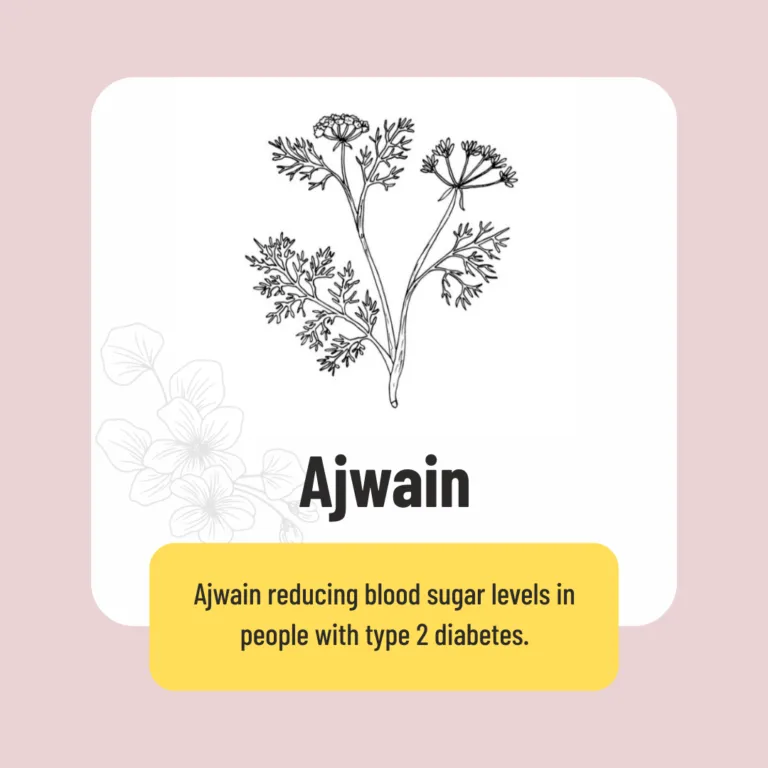 Ajwain
Ajwain reducing blood sugar levels in
people with type 2 diabetes.